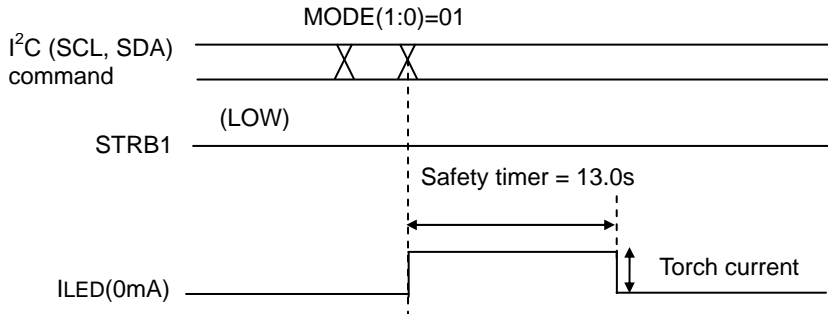 MODE(1:0)=01
I²C (SCL, SDA)
command
(LOW)
STRB1
Safety timer = 13.0s
Torch current
ILED(0mA)